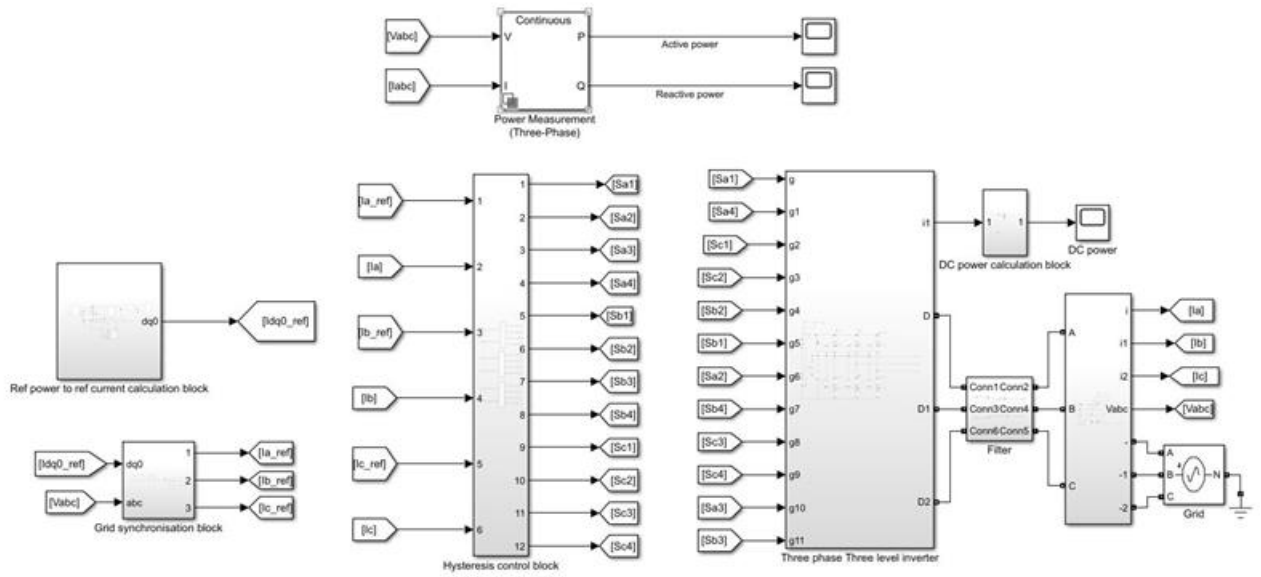 Continuous
[Vabc]
V
P
Active power
[Iabc]
I
Q
Reactive power
Power Measurement
(Three-Phase)
dq0
[Idq0_ref]
Ref power to ref current calculation block
[Idq0_ref]
dq0
[Vabc]
abc
1
[Ia_ref]
2
[Ib_ref]
3
[Ic_ref]
Grid synchronisation block
[Ia_ref]
1
[Ia]
2
[Ib_ref]
3
[Ib]
4
[Ic_ref]
5
[Ic]
6
1
[Sa1]
2
[Sa2]
3
[Sa3]
4
[Sa4]
5
[Sb1]
6
[Sb2]
7
[Sb3]
8
[Sb4]
9
[Sc1]
10
[Sc2]
11
[Sc3]
12
[Sc4]
Hysteresis control block
[Sa1]
g
[Sa4]
g1
[Sc1]
g2
[Sc2]
g3
[Sb2]
g4
[Sb1]
g5
[Sa2]
g6
[Sb4]
g7
[Sc3]
g8
[Sc4]
g9
[Sa3]
g10
[Sb3]
g11
i1
D
D1
D2
Three phase Three level inverter
1
1
DC power calculation block
DC power
Conn1
Conn2
Conn3
Conn4
Conn6
Conn5
Filter
A
B
C
i
[Ia]
i1
[Ib]
i2
[Ic]
Vabc
[Vabc]
-
-1
-2
A
B
C
N
Grid